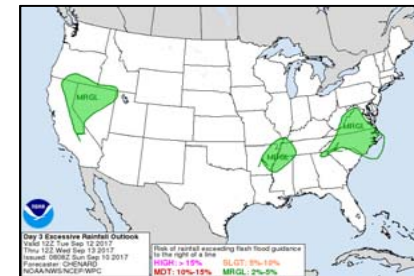 MRGL
MRGL
MRGL
noaa
Day 3 Excessive Rainfall Outlook
Valid 12Z Tue Sep 12 2017
Thru 12Z Wed Sep 13 2017
Issued: 0808Z Sun Sep 10 2017
Forecaster: CHENARD
NOAA/NWS/NCEP/WPC
Risk of rainfall exceeding flash flood guidance
to the right of a line
HIGH: > 15% SLGT: 5%-10%
MDT: 10%-15% MRGL: 2%-5%